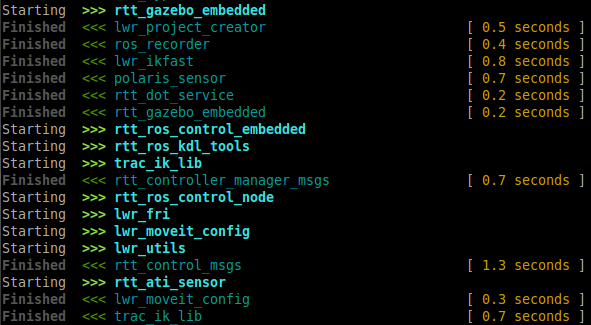 Starting >>> rtt_gazebo_embedded
Finished <<< lwr_project_creator [ 0.5 seconds ]
Finished <<< ros_recorder [ 0.4 seconds ]
Finished <<< lwr_ikfast [ 0.8 seconds ]
Finished <<< polaris_sensor [ 0.7 seconds ]
Finished <<< rtt_dot_service [ 0.2 seconds ]
Finished <<< rtt_gazebo_embedded [ 0.2 seconds ]
Starting >>> rtt_ros_control_embedded
Starting >>> rtt_ros_kdl_tools
Starting >>> trac_ik_lib
Finished <<< rtt_controller_manager_msgs [ 0.7 seconds ]
Starting >>> rtt_ros_control_node
Starting >>> lwr_fri
Starting >>> lwr_moveit_config
Starting >>> lwr_utils
Finished <<< rtt_control_msgs [ 1.3 seconds ]
Starting >>> rtt_ati_sensor
Finished <<< lwr_moveit_config [ 0.3 seconds ]
Finished <<< trac_ik_lib [ 0.7 seconds ]